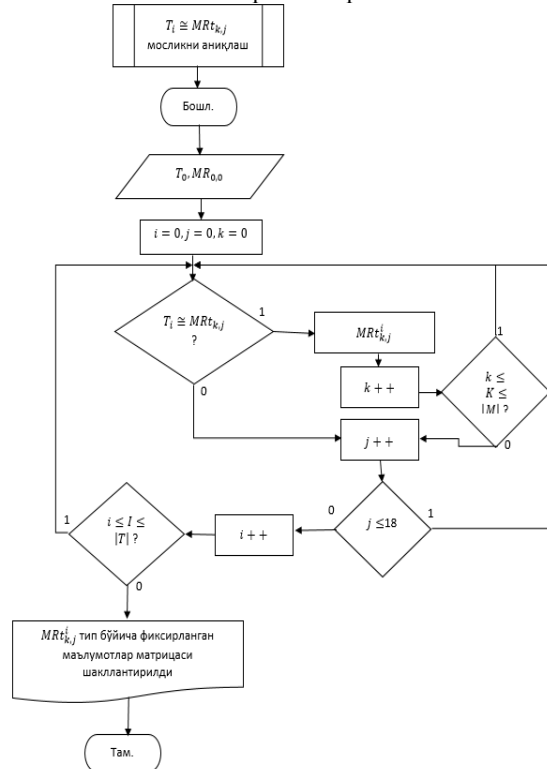 T_i ≅ MRt_{k,j}
мосликни аниқлаш
Бошл.
T_0, MR_{0,0}
i = 0, j = 0, k = 0
T_i ≅ MRt_{k,j}
?
1
0
MRt^i_{k,j}
k + +
k ≤
K ≤
|M| ?
1
0
j + +
j ≤18
0
1
i + +
i ≤ I ≤
|T| ?
1
0
MRt^i_{k,j} тип бўйича фиксирланган
маълумотлар матрицаси
шакллантирилди
Там.